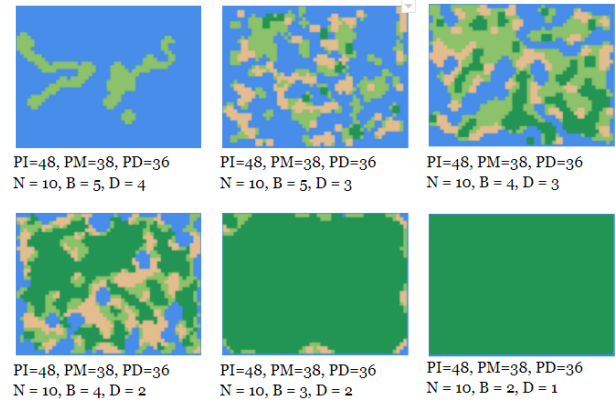 PI=48, PM=38, PD=36
N = 10, B = 5, D = 4
PI=48, PM=38, PD=36
N = 10, B = 5, D = 3
PI=48, PM=38, PD=36
N = 10, B = 4, D = 3
PI=48, PM=38, PD=36
N = 10, B = 4, D = 2
PI=48, PM=38, PD=36
N = 10, B = 3, D = 2
PI=48, PM=38, PD=36
N = 10, B = 2, D = 1